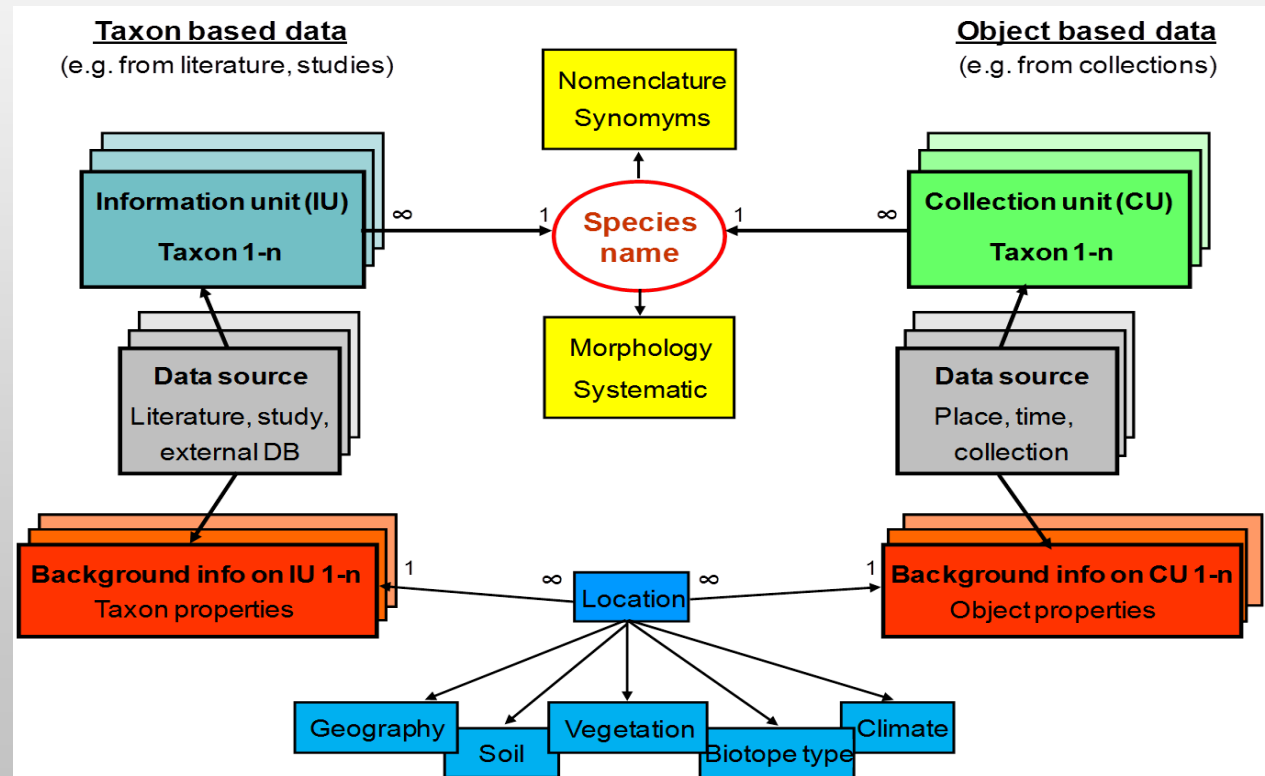 Taxon based data
(e.g. from literature, studies)
Object based data
(e.g. from collections)
Nomenclature
Synomyms
Information unit (IU)
Taxon 1-n
∞
1
Species
name
1
∞
Collection unit (CU)
Taxon 1-n
Morphology
Systematic
Data source
Literature, study,
external DB
Data source
Place, time,
collection
Background info on IU 1-n
Taxon properties
1
∞
Location
∞
1
Background info on CU 1-n
Object properties
Geography
Soil
Vegetation
Biotope type
Climate